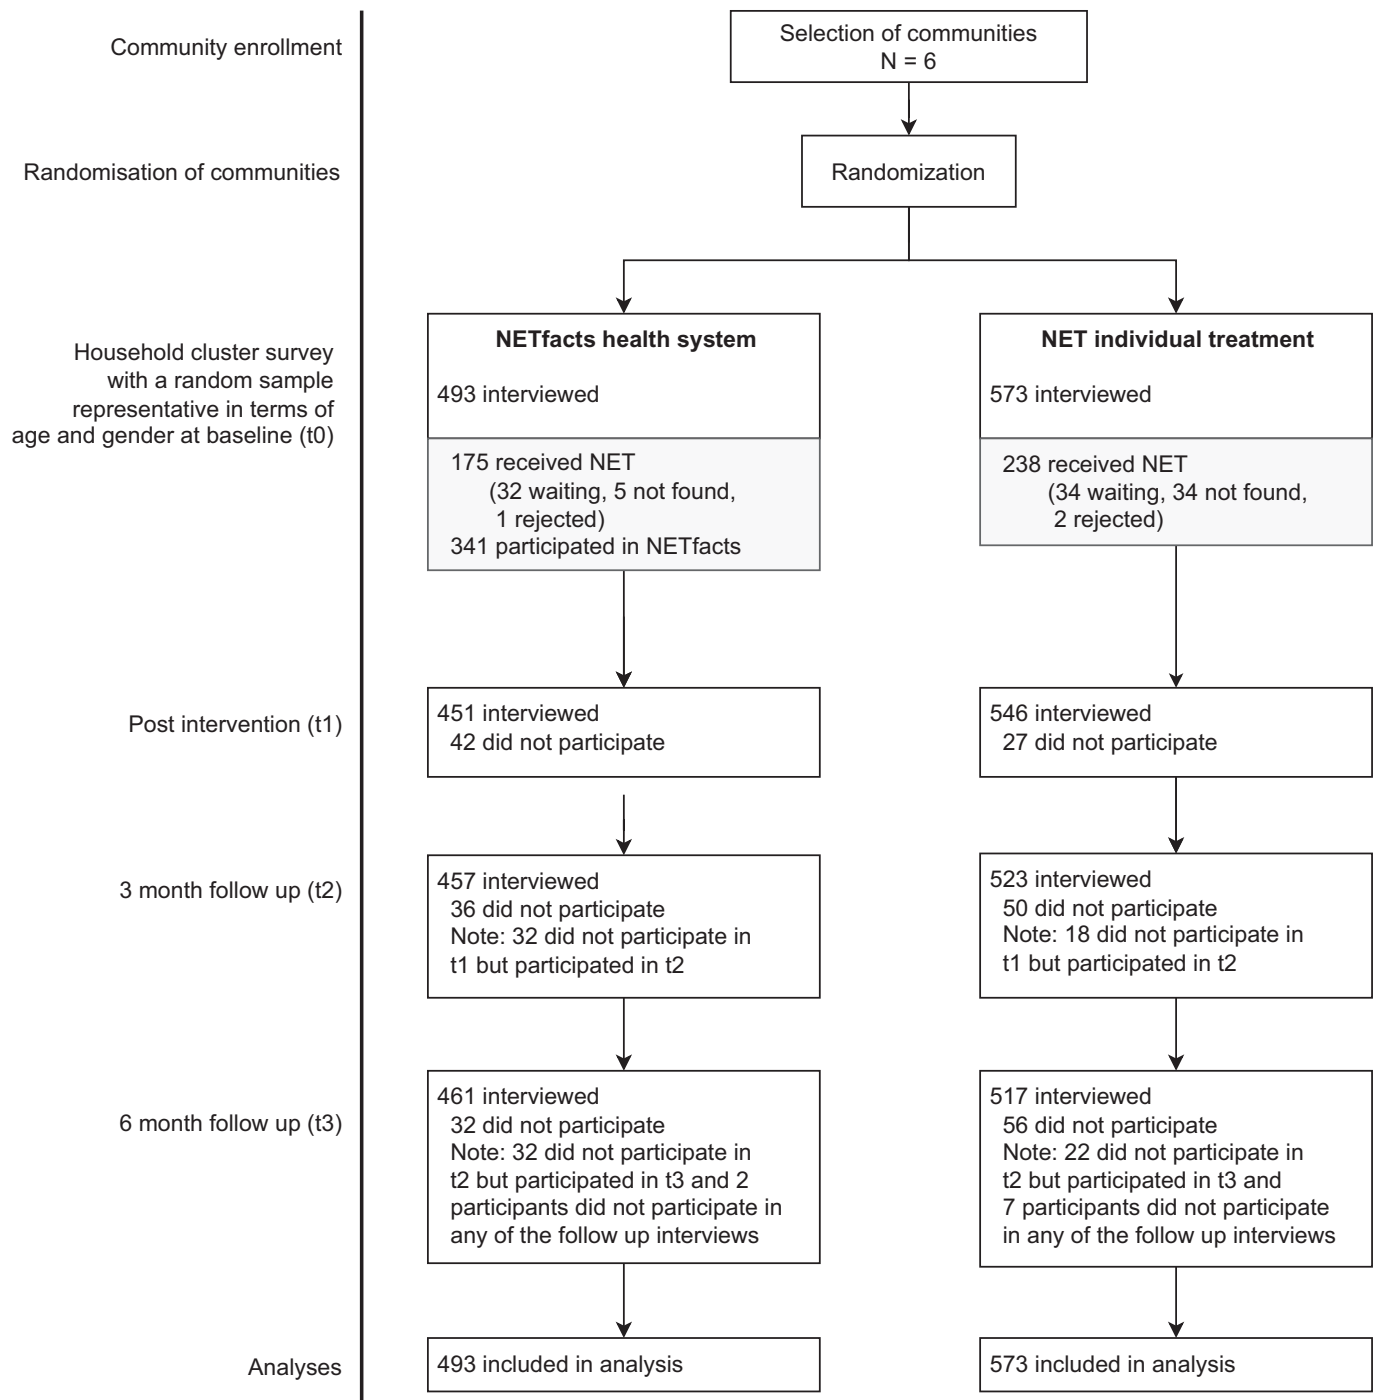 Community enrollment
Selection of communities
N = 6
Randomisation of communities
Randomization
Household cluster survey
with a random sample
representative in terms of
age and gender at baseline (t0)
NETfacts health system
493 interviewed
175 received NET
(32 waiting, 5 not found,
1 rejected)
341 participated in NETfacts
NET individual treatment
573 interviewed
238 received NET
(34 waiting, 34 not found,
2 rejected)
Post intervention (t1)
451 interviewed
42 did not participate
546 interviewed
27 did not participate
3 month follow up (t2)
457 interviewed
36 did not participate
Note: 32 did not participate in
t1 but participated in t2
523 interviewed
50 did not participate
Note: 18 did not participate in
t1 but participated in t2
6 month follow up (t3)
461 interviewed
32 did not participate
Note: 32 did not participate in
t2 but participated in t3 and 2
participants did not participate in
any of the follow up interviews
517 interviewed
56 did not participate
Note: 22 did not participate in
t2 but participated in t3 and
7 participants did not participate
in any of the follow up interviews
Analyses
493 included in analysis
573 included in analysis